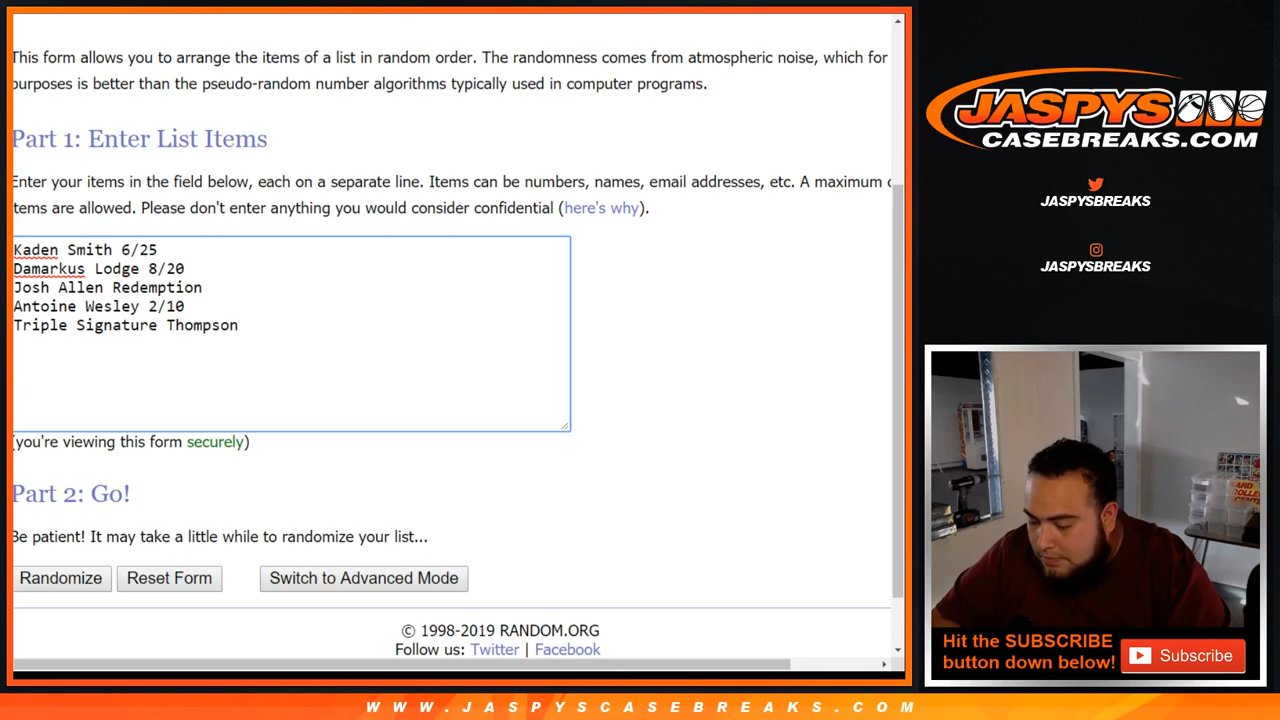 This form allows you to arrange the items of a list in random order. The randomness comes from atmospheric noise, which for
purposes is better than the pseudo-random number algorithms typically used in computer programs.
Part 1: Enter List Items
Enter your items in the field below, each on a separate line. Items can be numbers, names, email addresses, etc. A maximum
items are allowed. Please don't enter anything you would consider confidential (here's why).
Kaden Smith 6/25
Damarkus Lodge 8/20
Josh Allen Redemption
Antoine Wesley 2/10
Triple Signature Thompson
(you're viewing this form securely)
Part 2: Go!
Be patient! It may take a little while to randomize your list...
Randomize Reset Form Switch to Advanced Mode
© 1998-2019 RANDOM.ORG
Follow us: Twitter | Facebook
JASPYS
CASEBREAKS.COM
JASPYSBREAKS
JASPYSBREAKS
Hit the SUBSCRIBE
button down below!
Subscribe
WWW.JASPYSCASEBREAKS.COM